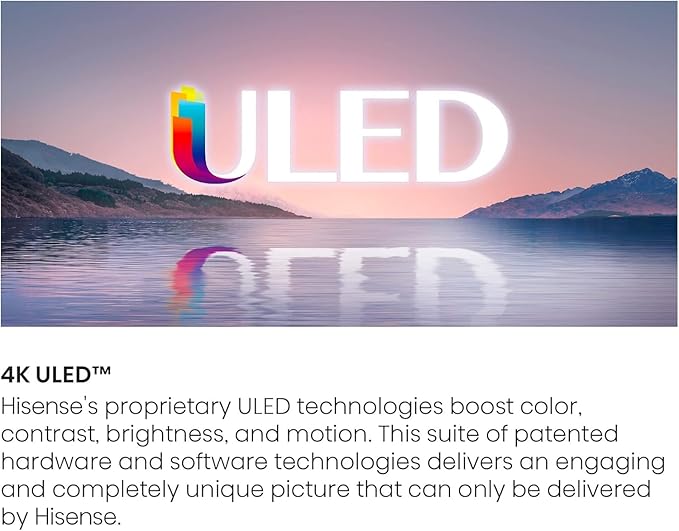 ULED
4K ULED™
Hisense's proprietary ULED technologies boost color,
contrast, brightness, and motion. This suite of patented
hardware and software technologies delivers an engaging
and completely unique picture that can only be delivered
by Hisense.